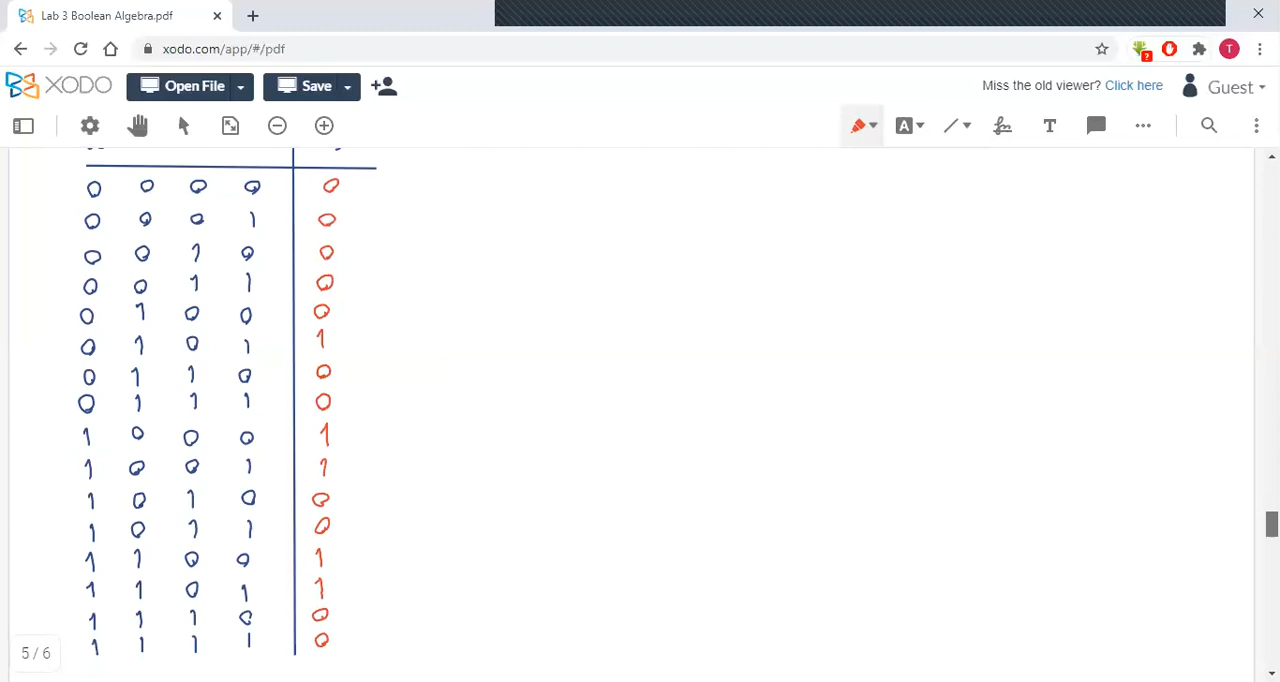 Lab 3 Boolean Algebra.pdf
xodo.com/app/#/pdf
T
XODO
Open File
Save
Miss the old viewer? Click here
Guest
A
T
0 0 0 0 0
0 0 0 1 0
0 0 1 0 0
0 0 1 1 0
0 1 0 0 0
0 1 0 1 1
0 1 1 0 0
0 1 1 1 0
1 0 0 0 1
1 0 0 1 1
1 0 1 0 0
1 0 1 1 0
1 1 0 0 1
1 1 0 1 1
1 1 1 0 0
1 1 1 1 0
5 / 6